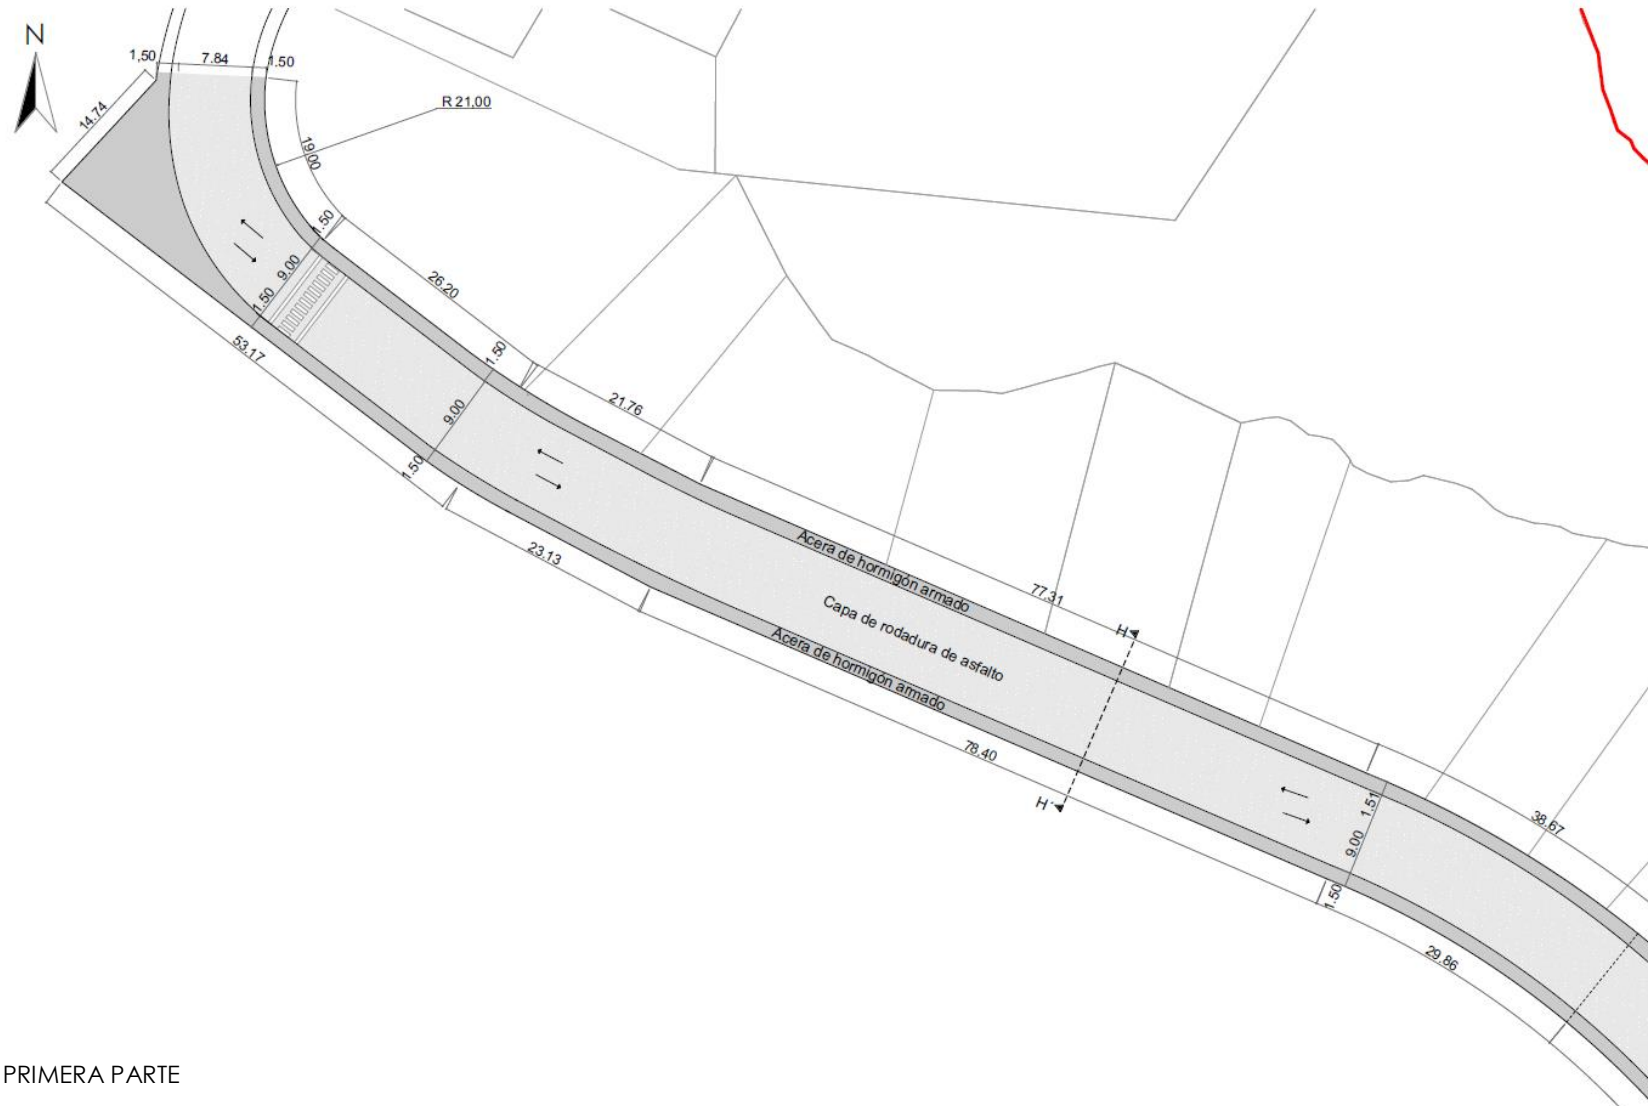 N
1,50
7.84
1.50
14.74
R 21,00
19.00
1.50
9.00
1.50
26.20
53.17
1.50
9.00
1.50
21.76
23.13
Acera de hormigón armado
Capa de rodadura de asfalto
Acera de hormigón armado
77.31
H
78.40
H´
1.51
9.00
1.50
38.67
29.86
PRIMERA PARTE